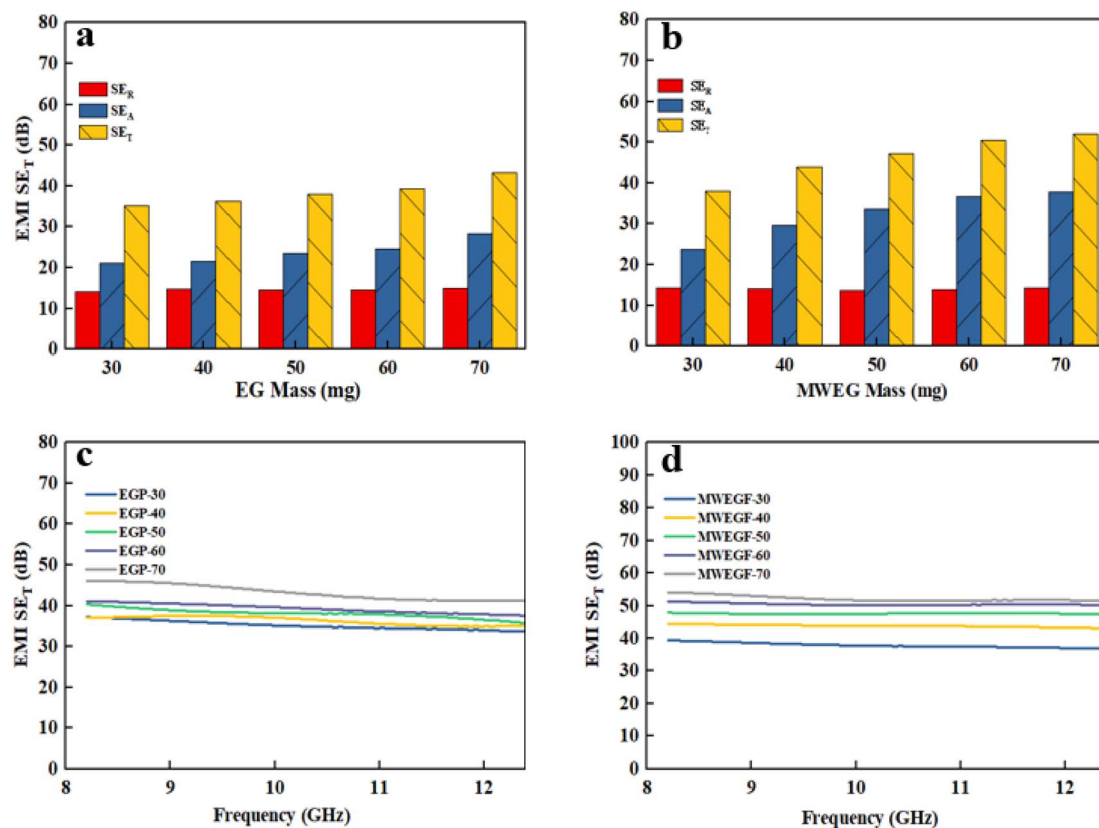 a
80
70
60
50
40
30
20
10
0
EMI SE_T (dB)
SE_R
SE_A
SE_T
30 40 50 60 70
EG Mass (mg)
b
80
70
60
50
40
30
20
10
0
SE_R
SE_A
SE_T
30 40 50 60 70
MWEG Mass (mg)
c
80
70
60
50
40
30
20
10
0
EMI SE_T (dB)
EGP-30
EGP-40
EGP-50
EGP-60
EGP-70
8 9 10 11 12
Frequency (GHz)
d
100
90
80
70
60
50
40
30
20
10
0
EMI SE_T (dB)
MWEGF-30
MWEGF-40
MWEGF-50
MWEGF-60
MWEGF-70
8 9 10 11 12
Frequency (GHz)